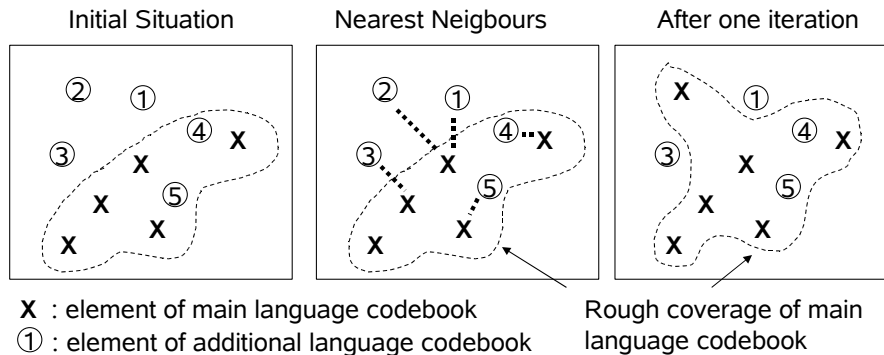 Initial Situation
Nearest Neigbours
After one iteration
② ①
④
③ X
X
⑤
X
X
X
② ①
④
③ X
X
⑤
X
X
X
X
①
④
③ X
X
⑤
X
X
X
X : element of main language codebook
① : element of additional language codebook
Rough coverage of main
language codebook